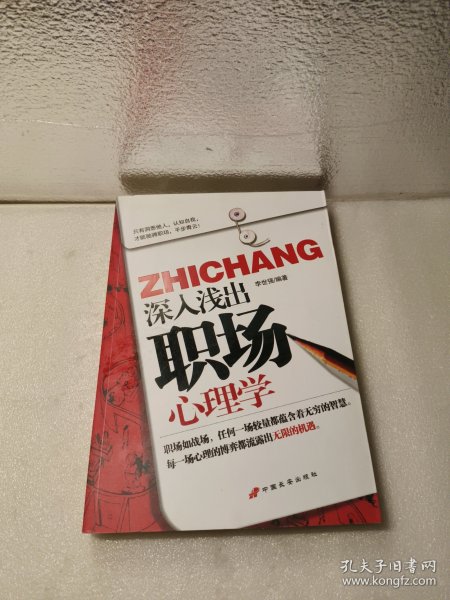 只有洞悉他人，认知自我，
才能驰骋职场，平步青云！
ZHICHANG
李世强/编著
深入浅出
职场
心理学
职场如战场，任何一场较量都蕴含着无穷的智慧。
每一场心理的博弈都流露出无限的机遇。
中国长安出版社
孔夫子旧书网
www.kongfz.com